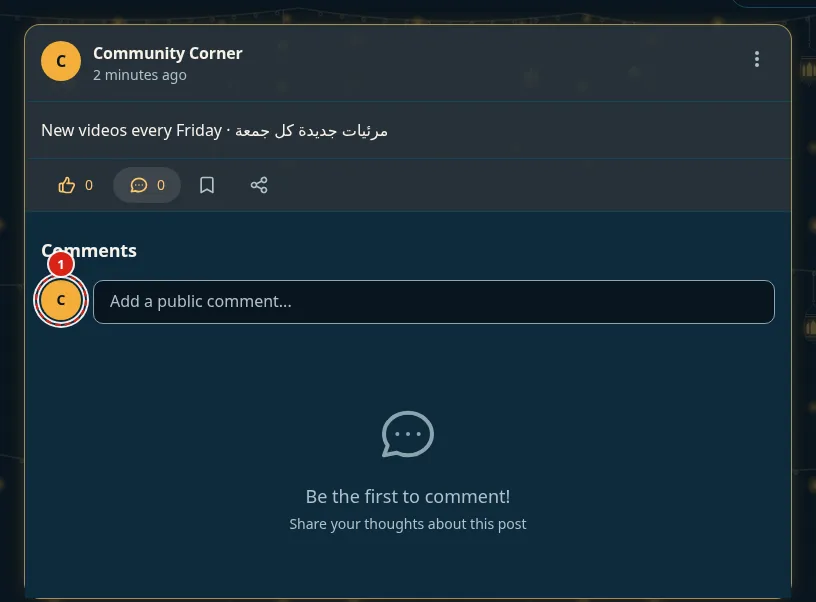 C
Community Corner
2 minutes ago
New videos every Friday · مرئيات جديدة كل جمعة
0
0
Comments
1
C
Add a public comment...
Be the first to comment!
Share your thoughts about this post